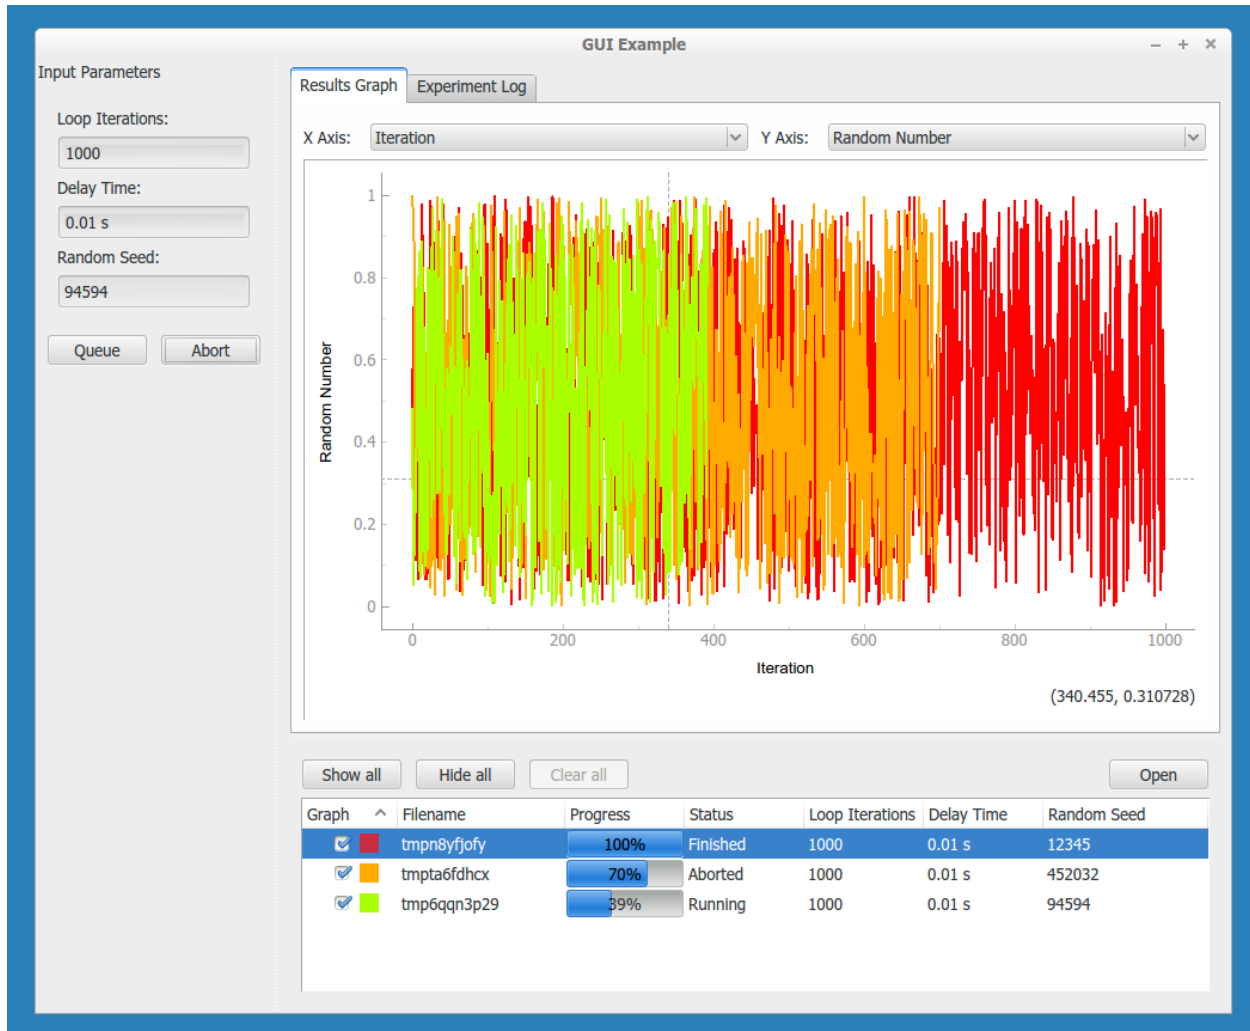 GUI Example
Input Parameters
Loop Iterations:
1000
Delay Time:
0.01 s
Random Seed:
94594
Queue Abort
Results Graph Experiment Log
X Axis: Iteration Y Axis: Random Number
1
0.8
0.6
0.4
0.2
0
Random Number
0 200 400 600 800 1000
Iteration
(340.455, 0.310728)
Show all Hide all Clear all Open
Graph Filename Progress Status Loop Iterations Delay Time Random Seed
tmpn8yfjofy 100% Finished 1000 0.01 s 12345
tmpta6fdhcx 70% Aborted 1000 0.01 s 452032
tmp6qqn3p29 39% Running 1000 0.01 s 94594